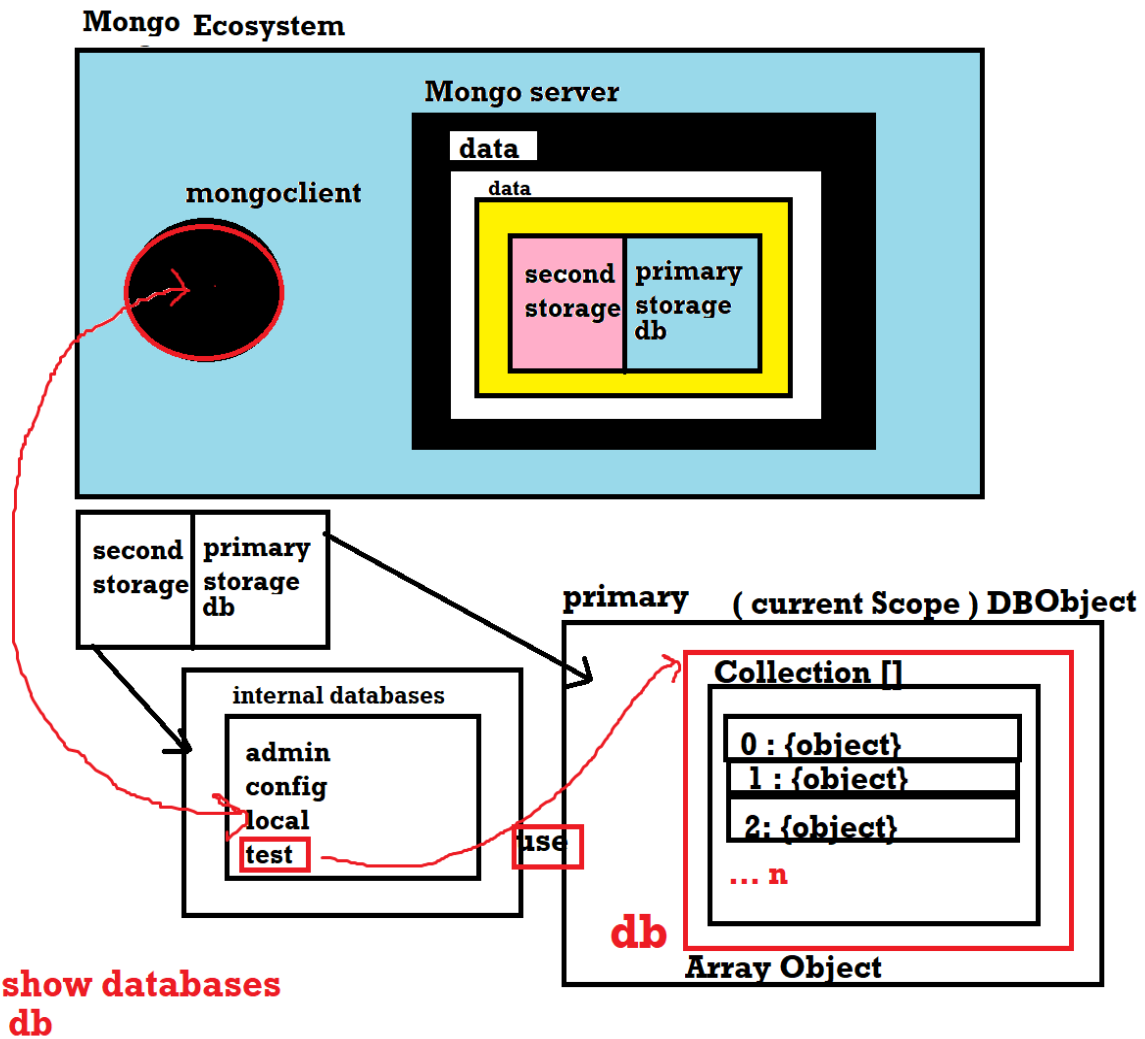 Mongo Ecosystem
Mongo server
data
data
mongoclient
second
storage
primary
storage
db
second
storage
primary
storage
db
primary ( current Scope ) DBObject
Collection []
0 : {object}
1 : {object}
2: {object}
... n
db
Array Object
internal databases
admin
config
local
test
use
show databases
db